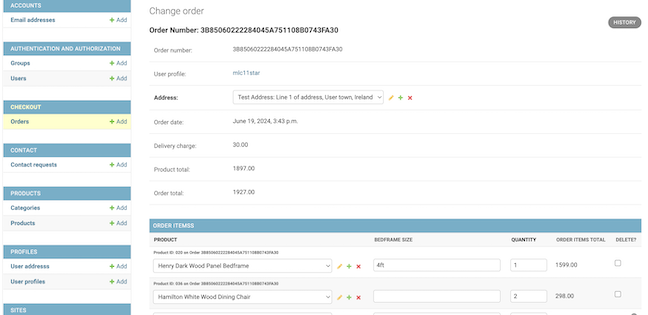 ACCOUNTS
Email addresses + Add
AUTHENTICATION AND AUTHORIZATION
Groups + Add
Users + Add
CHECKOUT
Orders + Add
CONTACT
Contact requests + Add
PRODUCTS
Categories + Add
Products + Add
PROFILES
User addresss + Add
User profiles + Add
SITES
Change order
HISTORY
Order Number: 3B85060222284045A751108B0743FA30
Order number: 3B85060222284045A751108B0743FA30
User profile: mlc11star
Address: Test Address: Line 1 of address, User town, Ireland
Order date: June 19, 2024, 3:43 p.m.
Delivery charge: 30.00
Product total: 1897.00
Order total: 1927.00
ORDER ITEMSS
PRODUCT BEDFRAME SIZE QUANTITY ORDER ITEMS TOTAL DELETE?
Product ID: 020 on Order 3B85060222284045A751108B0743FA30
Henry Dark Wood Panel Bedframe 4ft 1 1599.00
Product ID: 036 on Order 3B85060222284045A751108B0743FA30
Hamilton White Wood Dining Chair 2 298.00